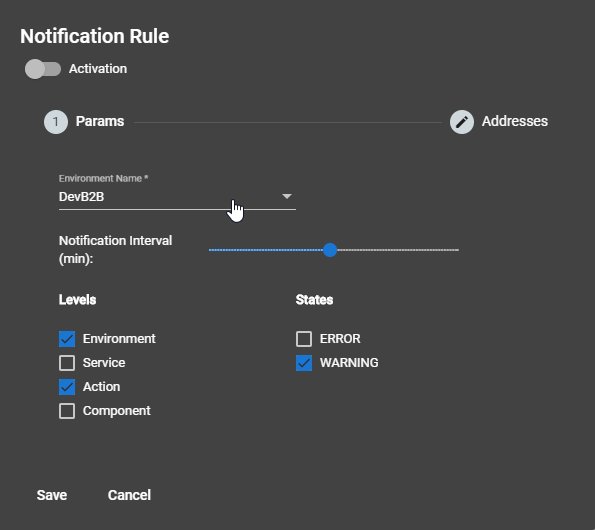 Notification Rule
Activation
1 Params Addresses
Environment Name *
DevB2B
Notification Interval
(min):
Levels States
Environment ERROR
Service WARNING
Action
Component
Save Cancel